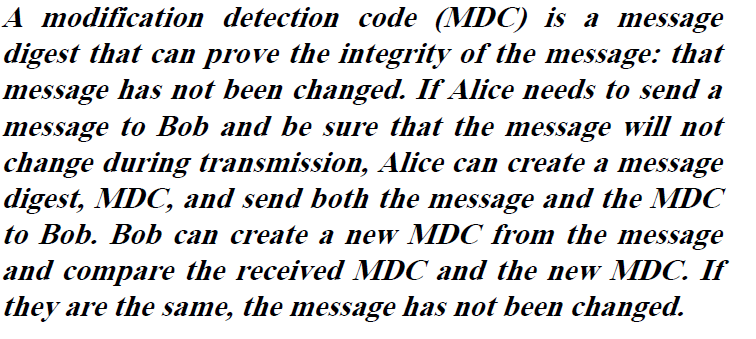 A modification detection code (MDC) is a message
digest that can prove the integrity of the message: that
message has not been changed. If Alice needs to send a
message to Bob and be sure that the message will not
change during transmission, Alice can create a message
digest, MDC, and send both the message and the MDC
to Bob. Bob can create a new MDC from the message
and compare the received MDC and the new MDC. If
they are the same, the message has not been changed.